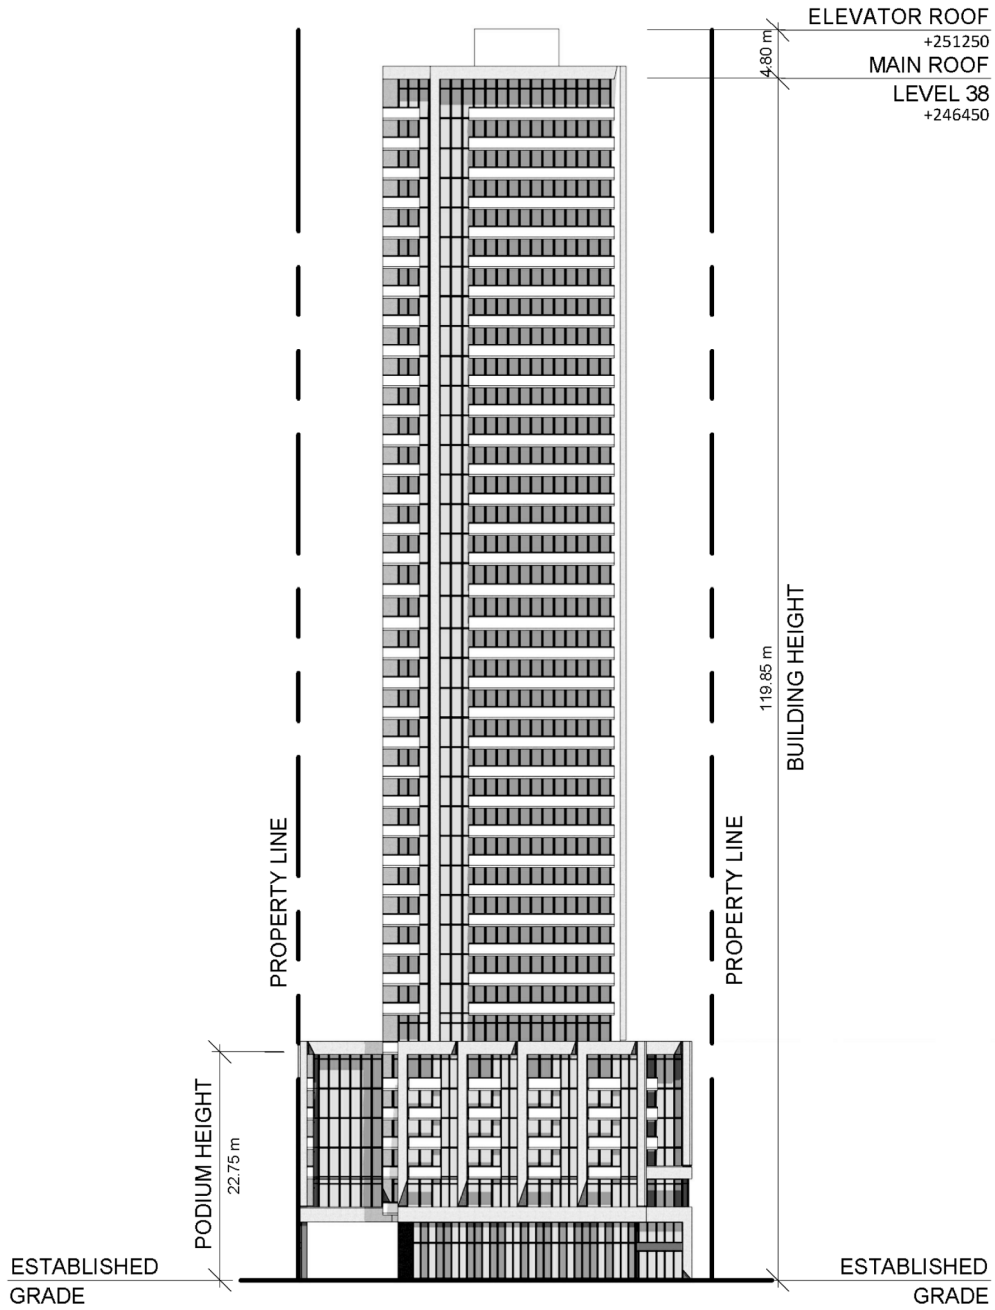 ELEVATOR ROOF
+251250
4.80 m
MAIN ROOF
LEVEL 38
+246450
119.85 m
BUILDING HEIGHT
PROPERTY LINE
PROPERTY LINE
PODIUM HEIGHT
22.75 m
ESTABLISHED
GRADE
ESTABLISHED
GRADE